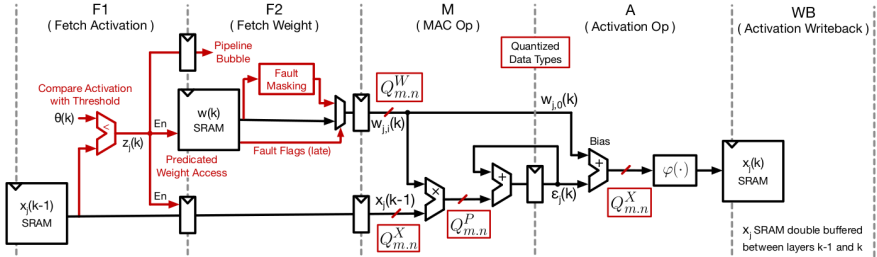 F1
( Fetch Activation )
F2
( Fetch Weight )
M
( MAC Op )
A
( Activation Op )
WB
( Activation Writeback )
Pipeline
Bubble
Quantized
Data Types
Compare Activation
with Threshold
θ(k)
<
z_j(k)
En
w(k)
SRAM
Fault
Masking
Fault Flags (late)
Predicated
Weight Access
En
Q^W_{m.n}
w_{j,i}(k)
w_{j,0}(k)
Bias
x_j(k-1)
SRAM
x_j(k-1)
Q^X_{m.n}
×
Q^P_{m.n}
+
ε_j(k)
+
Q^X_{m.n}
φ(·)
x_j(k)
SRAM
x_j SRAM double buffered
between layers k-1 and k